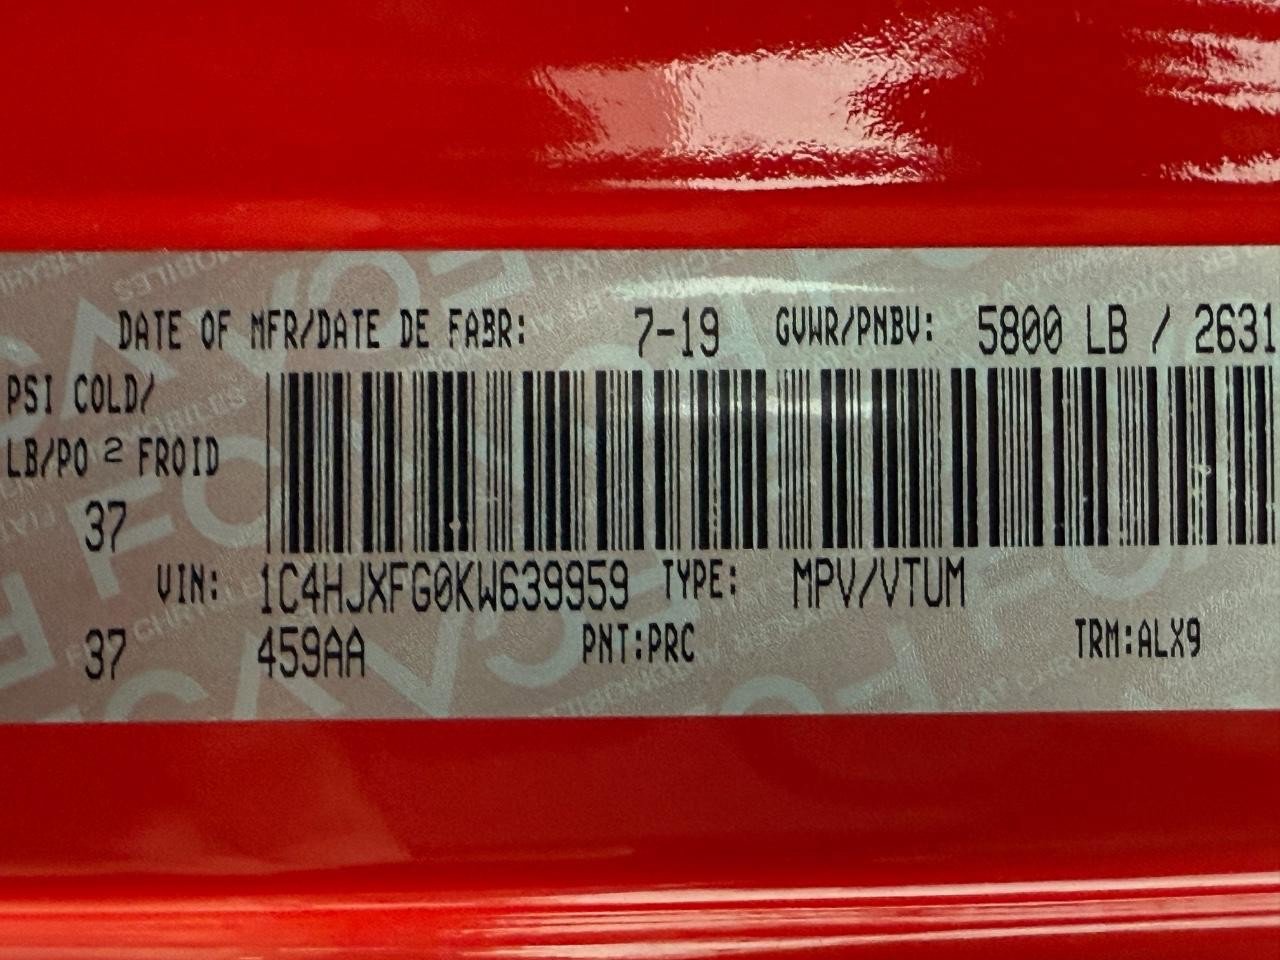 DATE OF MFR/DATE DE FABR: 7-19 GVWR/PNBV: 5800 LB / 2631
PSI COLD/
LB/PO 2 FROID
37
VIN: 1C4HJXFG0KW639959 TYPE: MPV/VTUM
37 459AA PNT:PRC TRM:ALX9